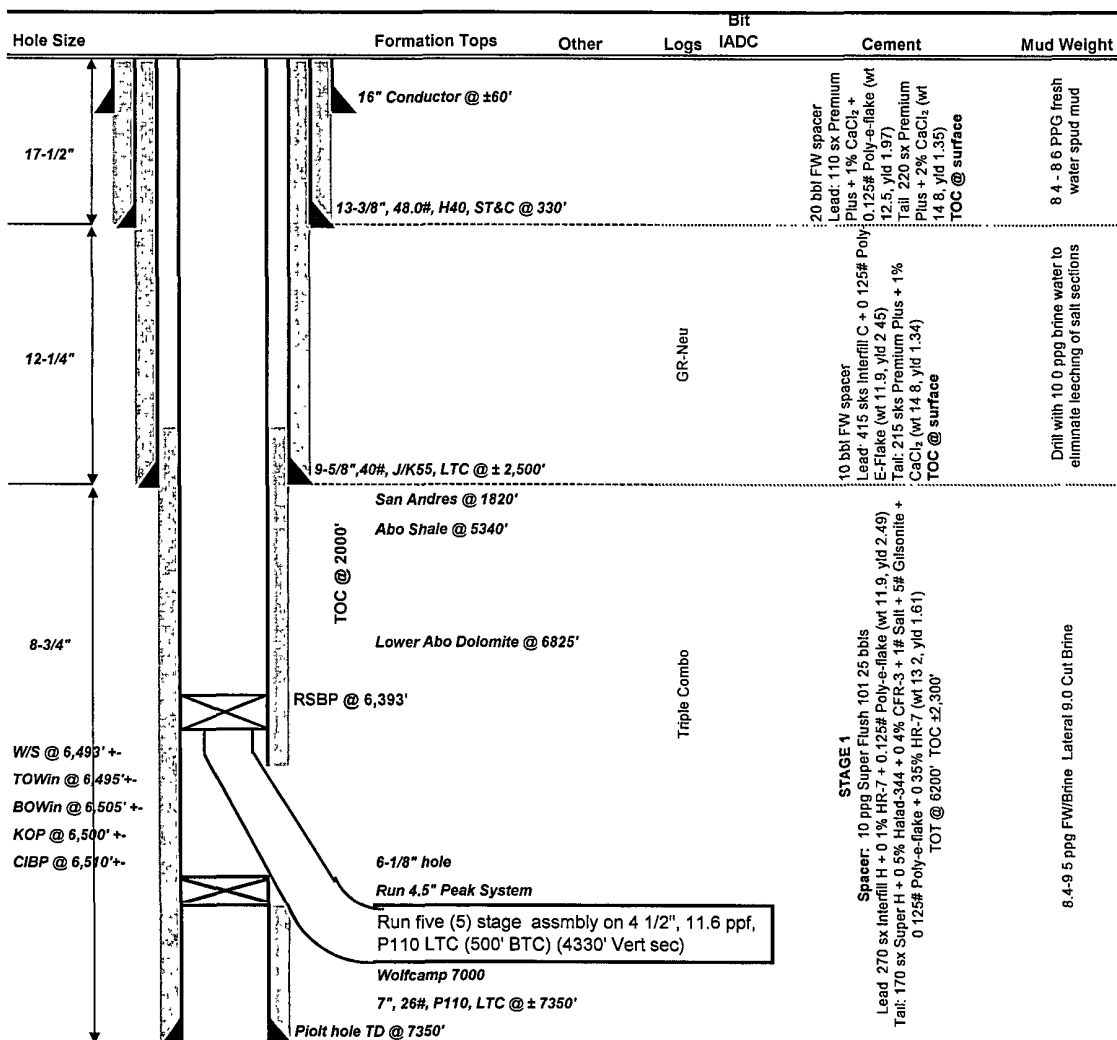 Hole Size
Formation Tops
Other
Logs
Bit
IADC
Cement
Mud Weight
16" Conductor @ ±60'
17-1/2"
13-3/8", 48.0#, H40, ST&C @ 330'
20 bbl FW spacer
Lead: 110 sx Premium
Plus + 1% CaCl₂ +
0.125# Poly-e-flake (wt
12.5, yld 1.97)
Tail 220 sx Premium
Plus + 2% CaCl₂ (wt
14 8, yld 1.35)
TOC @ surface
8 4 - 8 6 PPG fresh
water spud mud
12-1/4"
9-5/8",40#, J/K55, LTC @ ± 2,500'
GR-Neu
10 bbl FW spacer
Lead: 415 sks Interfill C + 0 125# Poly-
E-Flake (wt 11.9, yld 2 45)
Tail: 215 sks Premium Plus + 1%
CaCl₂ (wt 14 8, yld 1.34)
TOC @ surface
Drill with 10 0 ppg brine water to
eliminate leeching of salt sections
San Andres @ 1820'
Abo Shale @ 5340'
TOC @ 2000'
8-3/4"
Lower Abo Dolomite @ 6825'
RSBP @ 6,393'
W/S @ 6,493' +-
TOWin @ 6,495'+-
BOWin @ 6,505' +-
KOP @ 6,500' +-
CIBP @ 6,510'+-
6-1/8" hole
Run 4.5" Peak System
Run five (5) stage assmbly on 4 1/2", 11.6 ppf,
P110 LTC (500' BTC) (4330' Vert sec)
Wolfcamp 7000
7", 26#, P110, LTC @ ± 7350'
Piolt hole TD @ 7350'
Triple Combo
STAGE 1
Spacer: 10 ppg Super Flush 101 25 bbls
Lead 270 sx Interfill H + 0 1% HR-7 + 0.125# Poly-e-flake (wt 11.9, yld 2.49)
Tail: 170 sx Super H + 0 5% Halad-344 + 0 4% CFR-3 + 1# Salt + 5# Gilsonite +
0 125# Poly-e-flake + 0 35% HR-7 (wt 13 2, yld 1.61)
TOT @ 6200' TOC ±2,300'
8.4-9 5 ppg FW/Brine Lateral 9.0 Cut Brine